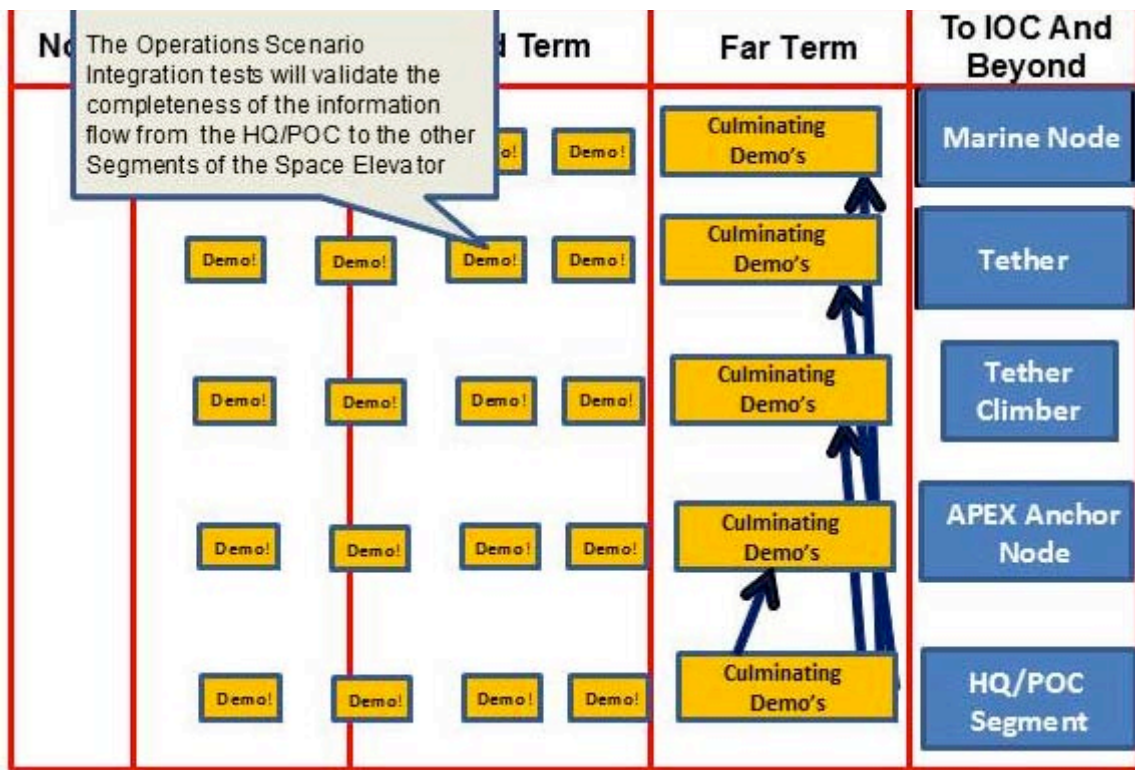 No
d Term
Far Term
To IOC And
Beyond
The Operations Scenario
Integration tests will validate the
completeness of the information
flow from the HQ/POC to the other
Segments of the Space Elevator
o! Demo!
Culminating
Demo's
Marine Node
Demo! Demo! Demo! Demo!
Culminating
Demo's
Tether
Demo! Demo! Demo! Demo!
Culminating
Demo's
Tether
Climber
Demo! Demo! Demo! Demo!
Culminating
Demo's
APEX Anchor
Node
Demo! Demo! Demo! Demo!
Culminating
Demo's
HQ/POC
Segment